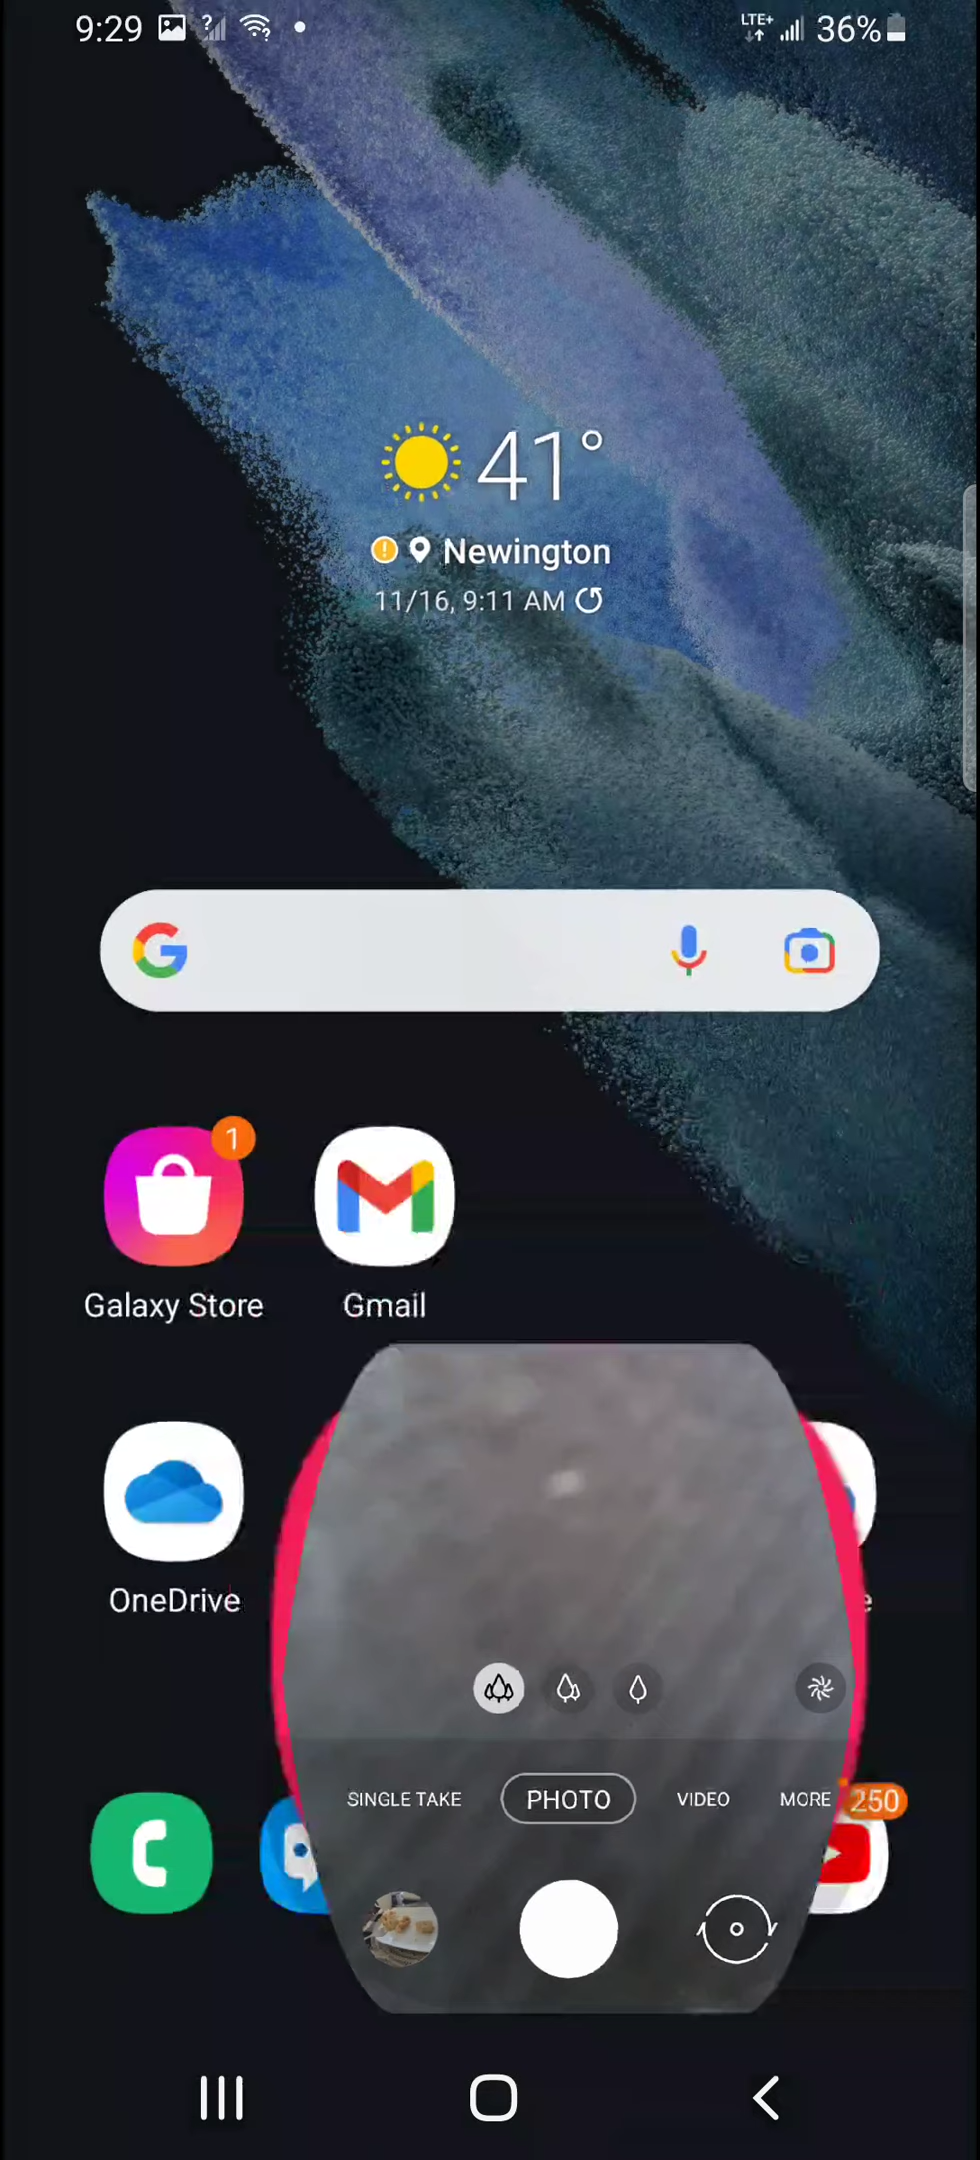 9:29
LTE+ 36%
41°
Newington
11/16, 9:11 AM
1
Galaxy Store
Gmail
OneDrive
SINGLE TAKE
PHOTO
VIDEO
MORE
250